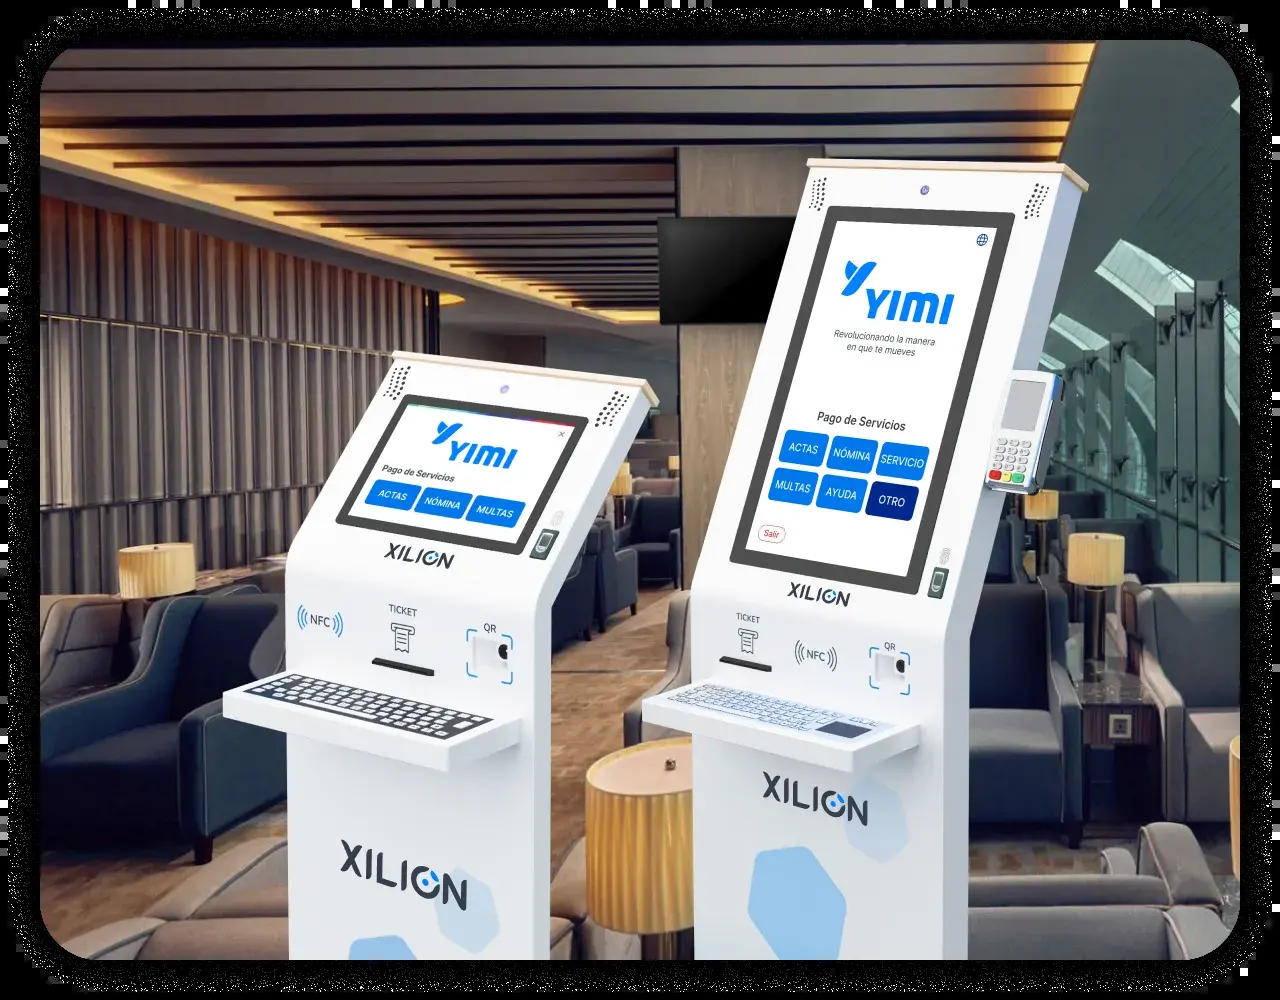 YIMI
Pago de Servicios
ACTAS
NÓMINA
MULTAS
XILION
NFC
TICKET
QR
XILION
YIMI
Revolucionando la manera
en que te mueves
Pago de Servicios
ACTAS
NÓMINA
SERVICIO
MULTAS
AYUDA
OTRO
Salir
XILION
TICKET
NFC
QR
XILION